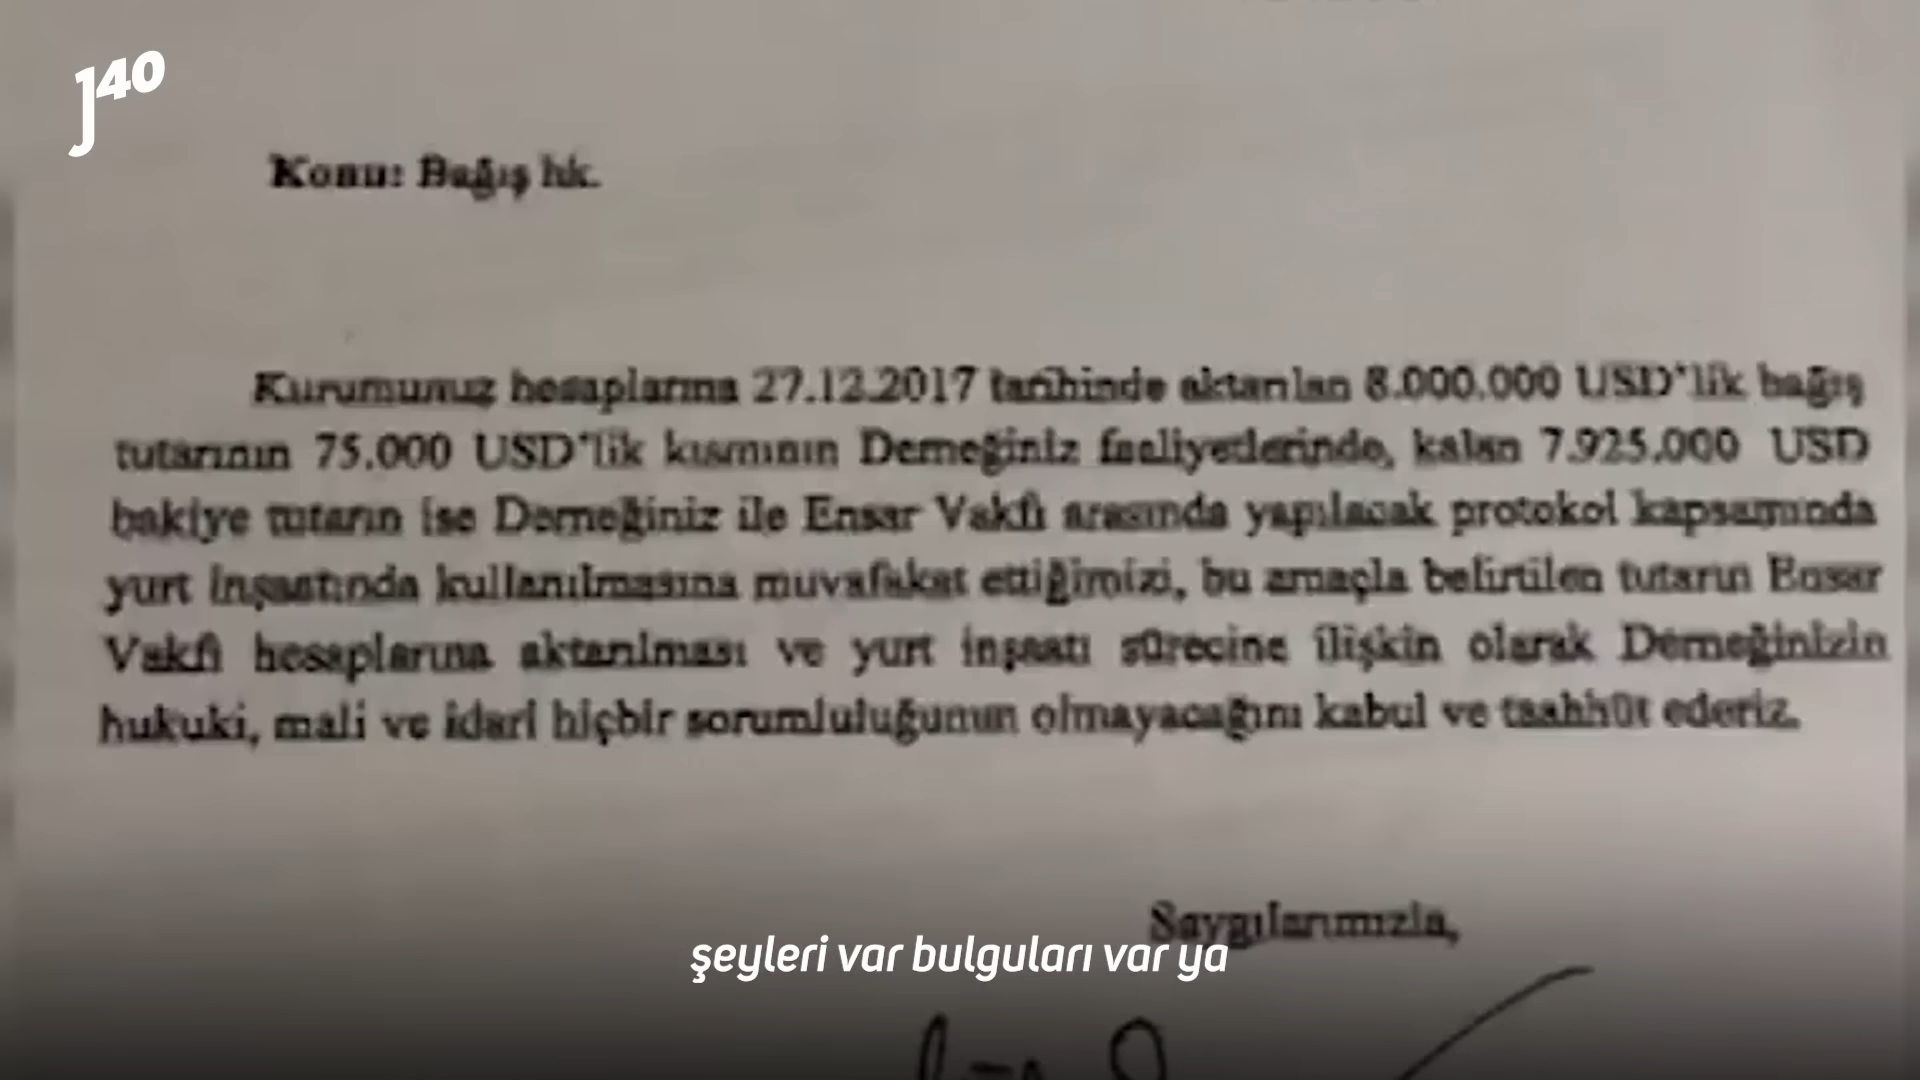 J40
Konu: Bağış hk.
Kurumunuz hesaplarına 27.12.2017 tarihinde aktarılan 8.000.000 USD'lik bağış
tutarının 75.000 USD'lik kısmının Derneğiniz faaliyetlerinde, kalan 7.925.000 USD
bakiye tutarın ise Derneğiniz ile Ensar Vakfı arasında yapılacak protokol kapsamında
yurt inşaatında kullanılmasına muvafakat ettiğimizi, bu amaçla belirtilen tutarın Ensar
Vakfı hesaplarına aktarılması ve yurt inşaatı sürecine ilişkin olarak Derneğinizin
hukuki, mali ve idari hiçbir sorumluluğunun olmayacağını kabul ve taahhüt ederiz.
Saygılarımızla,
şeyleri var bulguları var ya